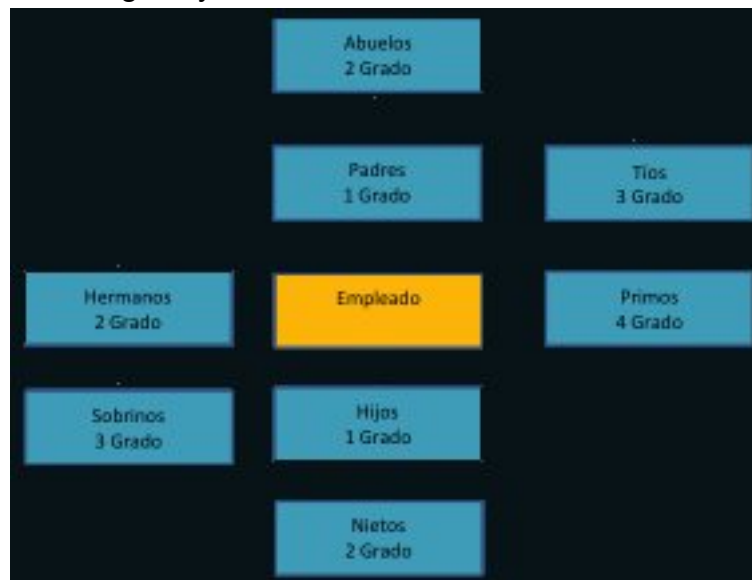 Abuelos
2 Grado
Padres
1 Grado
Tíos
3 Grado
Hermanos
2 Grado
Empleado
Primos
4 Grado
Sobrinos
3 Grado
Hijos
1 Grado
Nietos
2 Grado